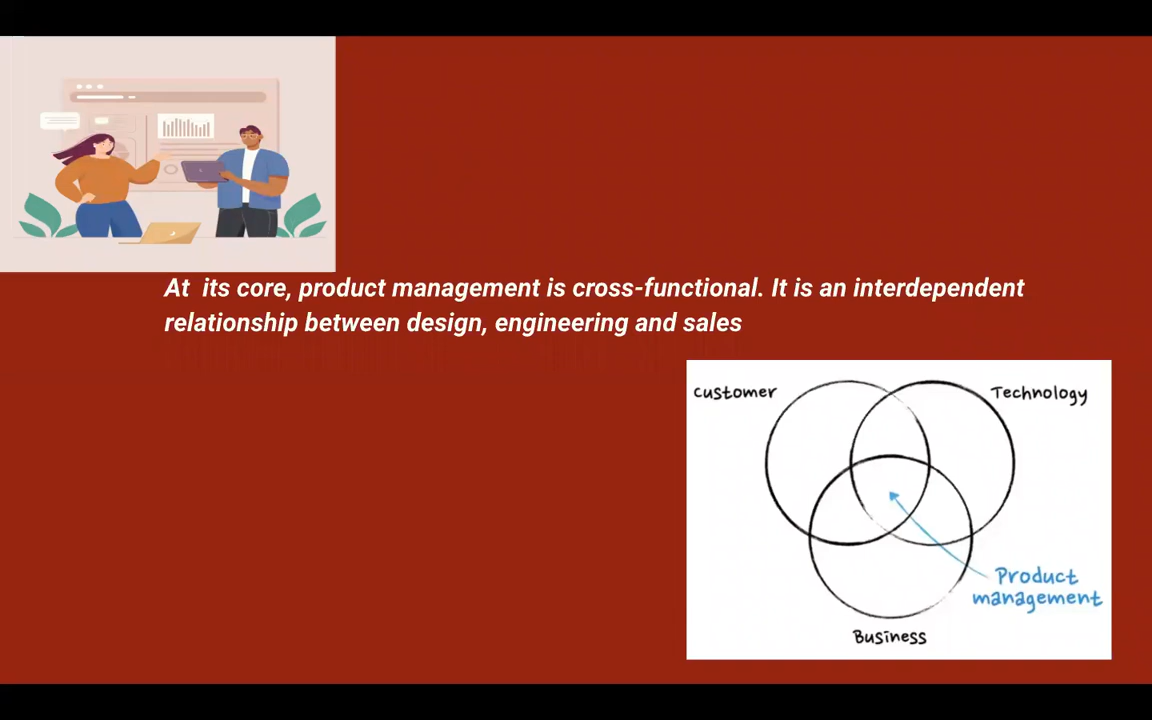 At its core, product management is cross-functional. It is an interdependent
relationship between design, engineering and sales
customer
Technology
Product
management
Business